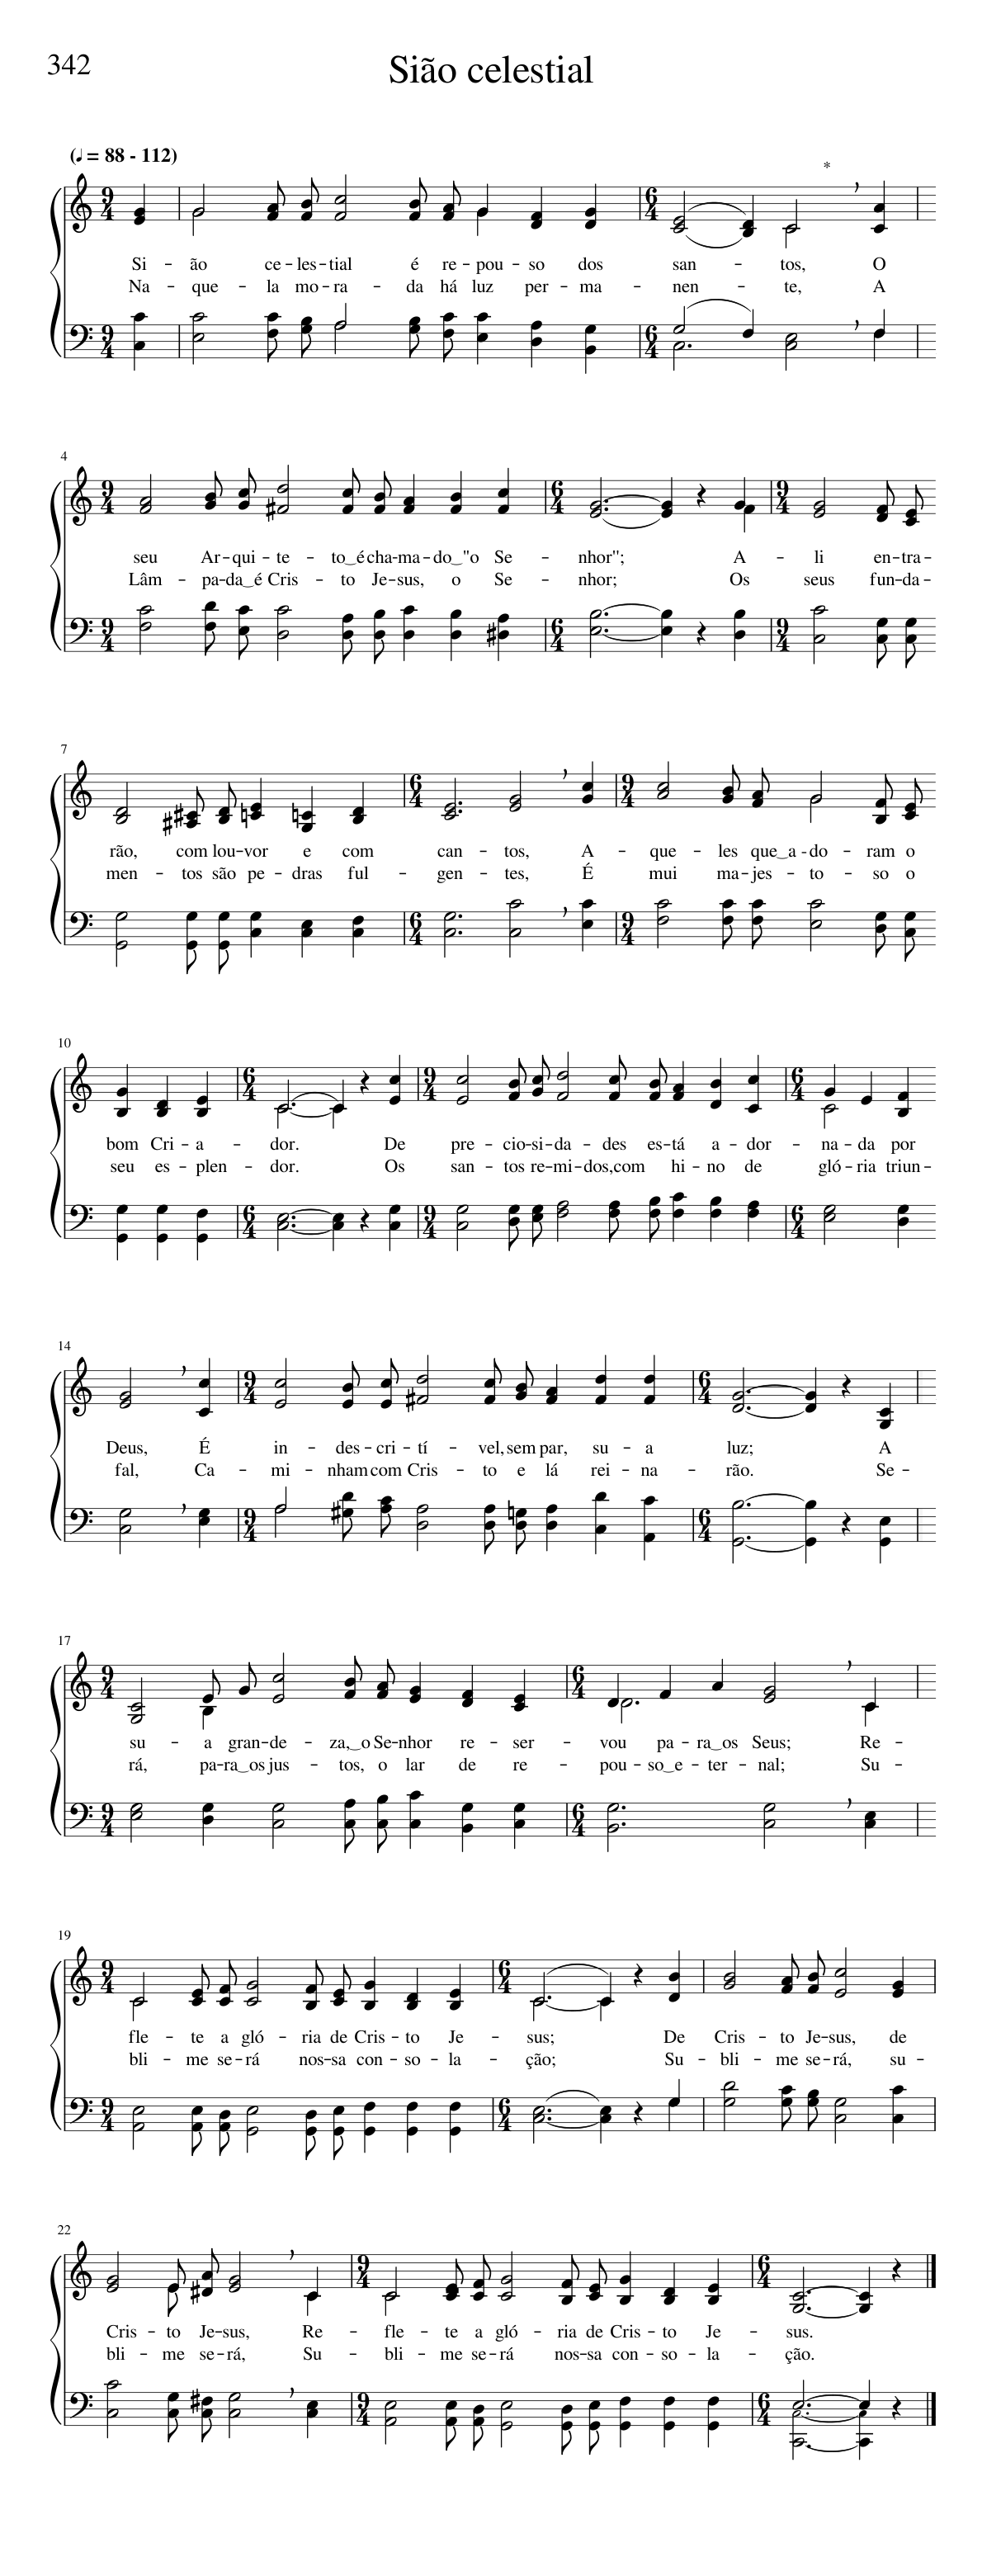 342
Sião celestial
(♩ = 88 - 112)
*
Si – ão ce – les – tial é re – pou – so dos san – tos, O
Na – que – la mo – ra – da há luz per – ma – nen – te, A
4
seu Ar – qui – te – to‿é cha – ma – do‿"o Se – nhor"; A – li en – tra –
Lâm – pa – da‿é Cris – to Je – sus, o Se – nhor; Os seus fun – da –
7
rão, com lou – vor e com can – tos, A – que – les que‿a - do – ram o
men – tos são pe – dras ful – gen – tes, É mui ma – jes – to – so o
10
bom Cri – a – dor. De pre – cio – si – da – des es – tá a – dor – na – da por
seu es – plen – dor. Os san – tos re – mi – dos,com hi – no de gló – ria triun –
14
Deus, É in – des – cri – tí – vel, sem par, su – a luz; A
fal, Ca – mi – nham com Cris – to e lá rei – na – rão. Se –
17
su – a gran – de – za,‿o Se – nhor re – ser – vou pa – ra‿os Seus; Re –
rá, pa – ra‿os jus – tos, o lar de re – pou – so‿e – ter – nal; Su –
19
fle – te a gló – ria de Cris – to Je – sus; De Cris – to Je – sus, de
bli – me se – rá nos – sa con – so – la – ção; Su – bli – me se – rá, su –
22
Cris – to Je – sus, Re – fle – te a gló – ria de Cris – to Je – sus.
bli – me se – rá, Su – bli – me se – rá nos – sa con – so – la – ção.